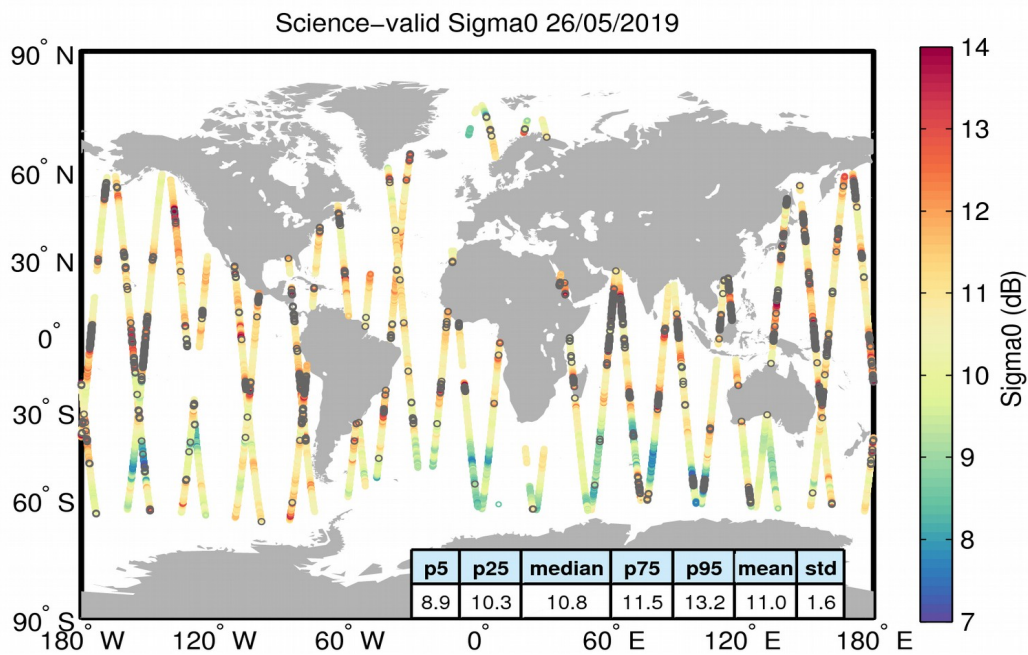 Science-valid Sigma0 26/05/2019
90° N
60° N
30° N
0°
30° S
60° S
90° S
180° W
120° W
60° W
0°
60° E
120° E
180° E
p5 p25 median p75 p95 mean std
8.9 10.3 10.8 11.5 13.2 11.0 1.6
14
13
12
11
10
9
8
7
Sigma0 (dB)